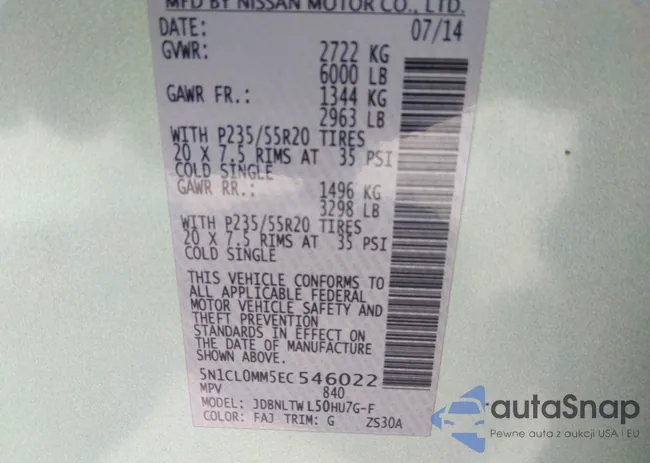 MFD BY NISSAN MOTOR CO., LTD.
DATE: 07/14
GVWR: 2722 KG
6000 LB
GAWR FR.: 1344 KG
2963 LB
WITH P235/55R20 TIRES
20 X 7.5 RIMS AT 35 PSI
COLD SINGLE
GAWR RR.: 1496 KG
3298 LB
WITH P235/55R20 TIRES
20 X 7.5 RIMS AT 35 PSI
COLD SINGLE
THIS VEHICLE CONFORMS TO
ALL APPLICABLE FEDERAL
MOTOR VEHICLE SAFETY AND
THEFT PREVENTION
STANDARDS IN EFFECT ON
THE DATE OF MANUFACTURE
SHOWN ABOVE.
5N1CL0MM5EC546022
MPV 840
MODEL: JDBNLTWL50HU7G-F
COLOR: FAJ TRIM: G ZS30A
autoSnap
Pewne auta z aukcji USA i EU